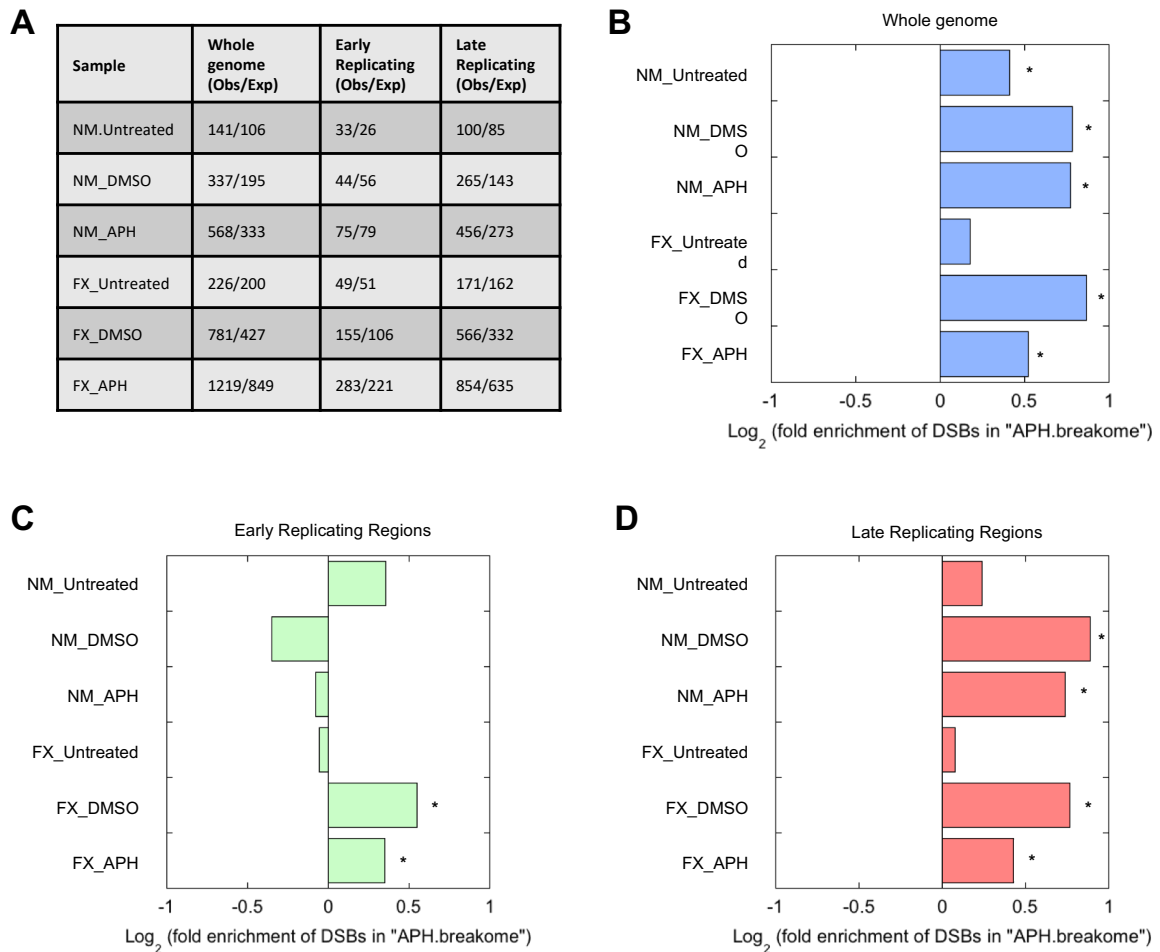 A
Sample Whole genome (Obs/Exp) Early Replicating (Obs/Exp) Late Replicating (Obs/Exp)
NM.Untreated 141/106 33/26 100/85
NM_DMSO 337/195 44/56 265/143
NM_APH 568/333 75/79 456/273
FX_Untreated 226/200 49/51 171/162
FX_DMSO 781/427 155/106 566/332
FX_APH 1219/849 283/221 854/635
B
Whole genome
NM_Untreated
*
NM_DMS
O
*
NM_APH
*
FX_Untreate
d
FX_DMS
O
*
FX_APH
*
-1 -0.5 0 0.5 1
Log2 (fold enrichment of DSBs in "APH.breakome")
C
Early Replicating Regions
NM_Untreated
NM_DMSO
NM_APH
FX_Untreated
FX_DMSO
*
FX_APH
*
-1 -0.5 0 0.5 1
Log2 (fold enrichment of DSBs in "APH.breakome")
D
Late Replicating Regions
NM_Untreated
NM_DMSO
*
NM_APH
*
FX_Untreated
FX_DMSO
*
FX_APH
*
-1 -0.5 0 0.5 1
Log2 (fold enrichment of DSBs in "APH.breakome")